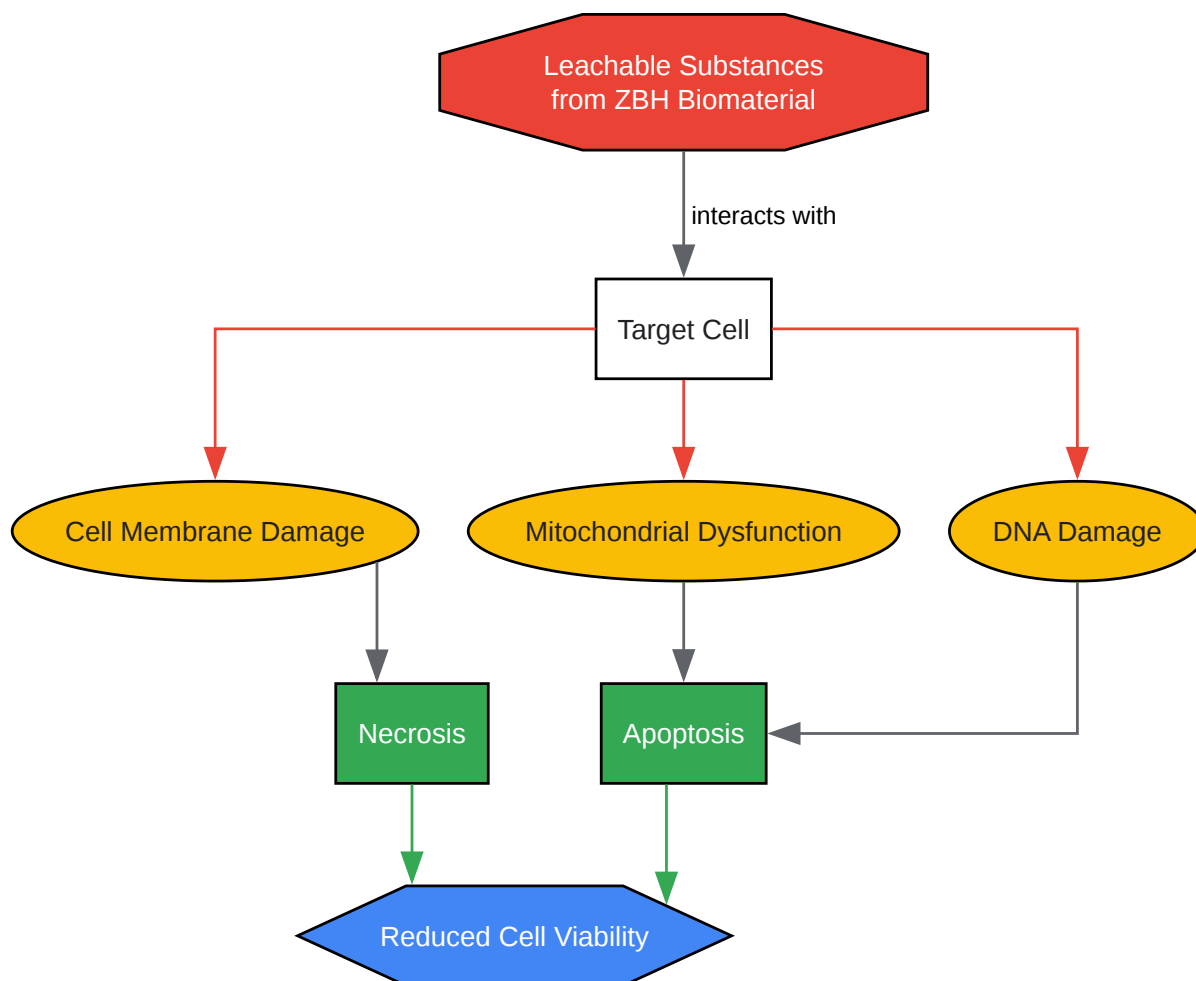 Leachable Substances
from ZBH Biomaterial
interacts with
Target Cell
Cell Membrane Damage
Mitochondrial Dysfunction
DNA Damage
Necrosis
Apoptosis
Reduced Cell Viability